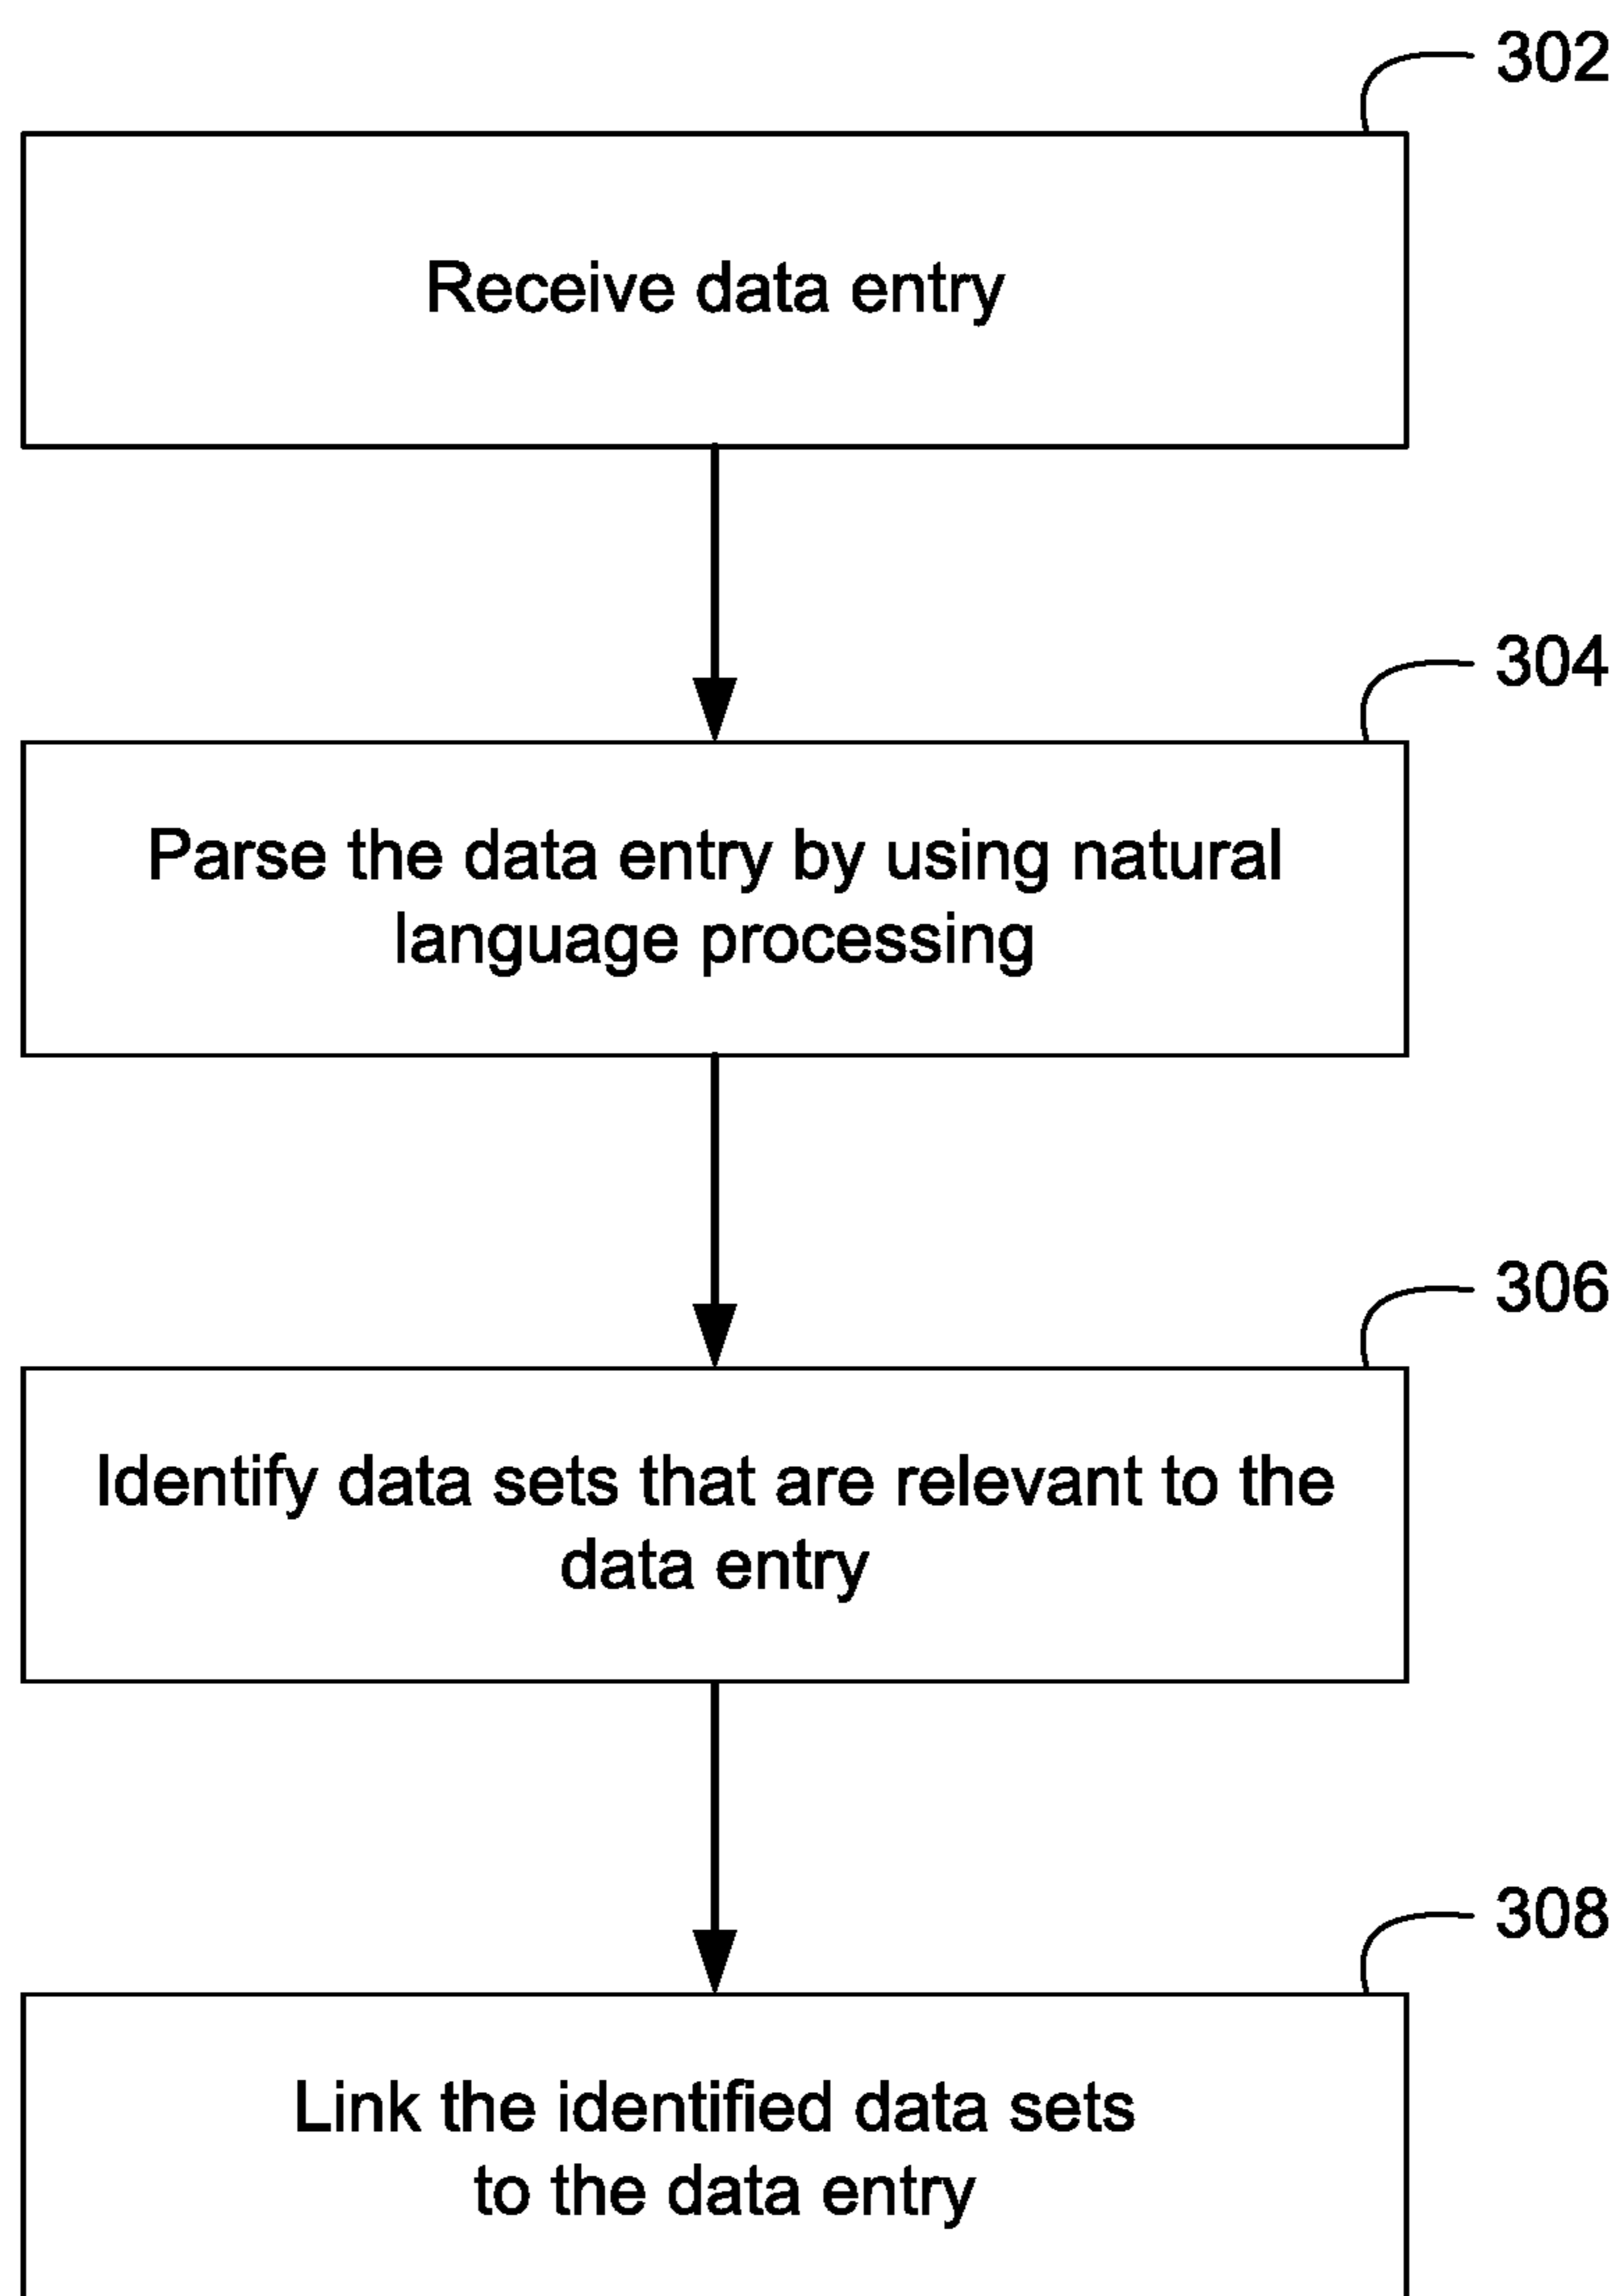 302
Receive data entry
304
Parse the data entry by using natural
language processing
306
Identify data sets that are relevant to the
data entry
308
Link the identified data sets
to the data entry